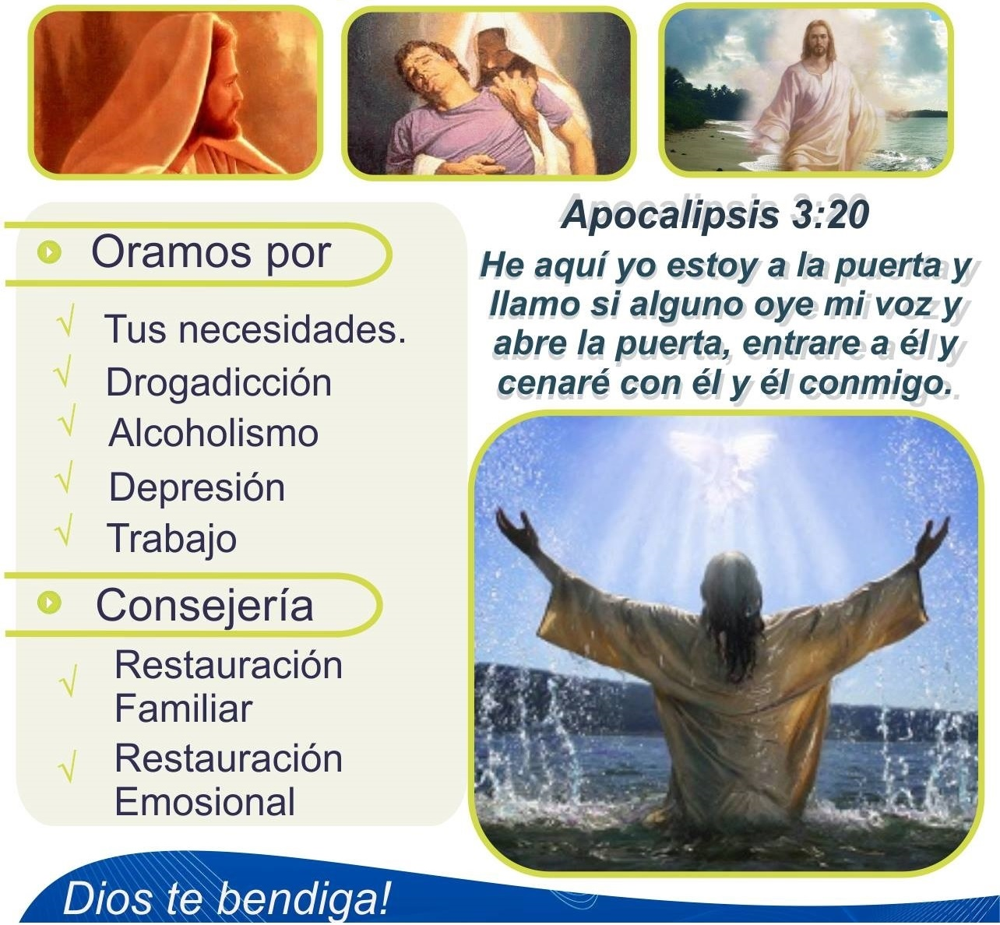 Oramos por
√ Tus necesidades.
√ Drogadicción
√ Alcoholismo
√ Depresión
√ Trabajo
Consejería
√ Restauración
Familiar
√ Restauración
Emosional
Apocalipsis 3:20
He aquí yo estoy a la puerta y
llamo si alguno oye mi voz y
abre la puerta, entrare a él y
cenaré con él y él conmigo.
Dios te bendiga!